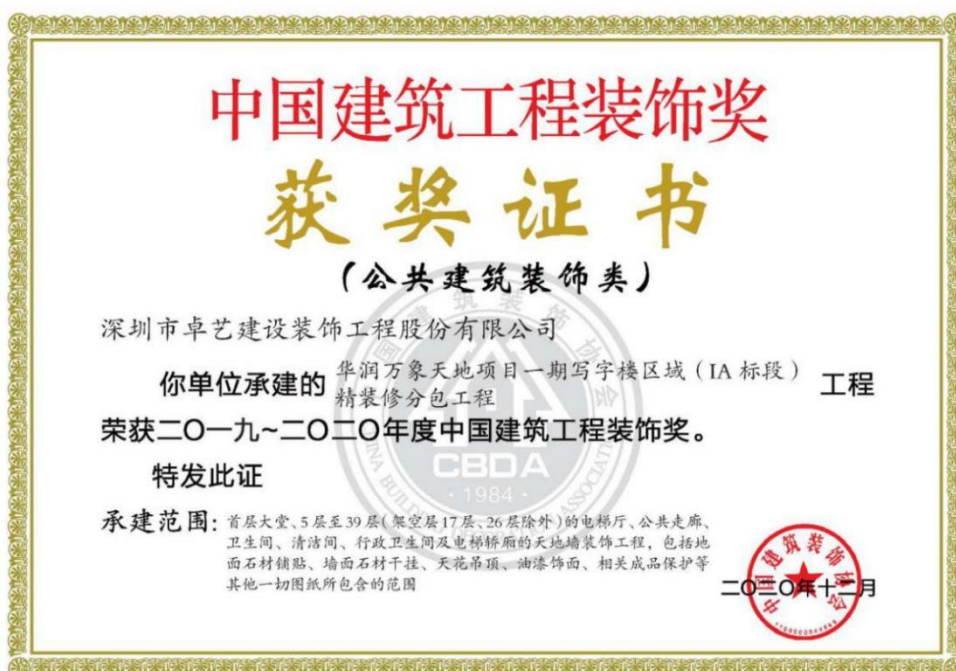 中国建筑工程装饰奖
获奖证书
(公共建筑装饰类)
深圳市卓艺建设装饰工程股份有限公司
你单位承建的 华润万象天地项目一期写字楼区域(IA标段) 工程
精装修分包工程
荣获二〇一九~二〇二〇年度中国建筑工程装饰奖。
特发此证
承建范围:首层大堂、5层至39层(架空层17层、26层除外)的电梯厅、公共走廊、
卫生间、清洁间、行政卫生间及电梯轿厢的天地墙装饰工程,包括地
面石材铺贴、墙面石材干挂、天花吊顶、油漆饰面、相关成品保护等
其他一切图纸所包含的范围
二〇二〇年十二月
中国建筑装饰协会
CBDA
·1984·